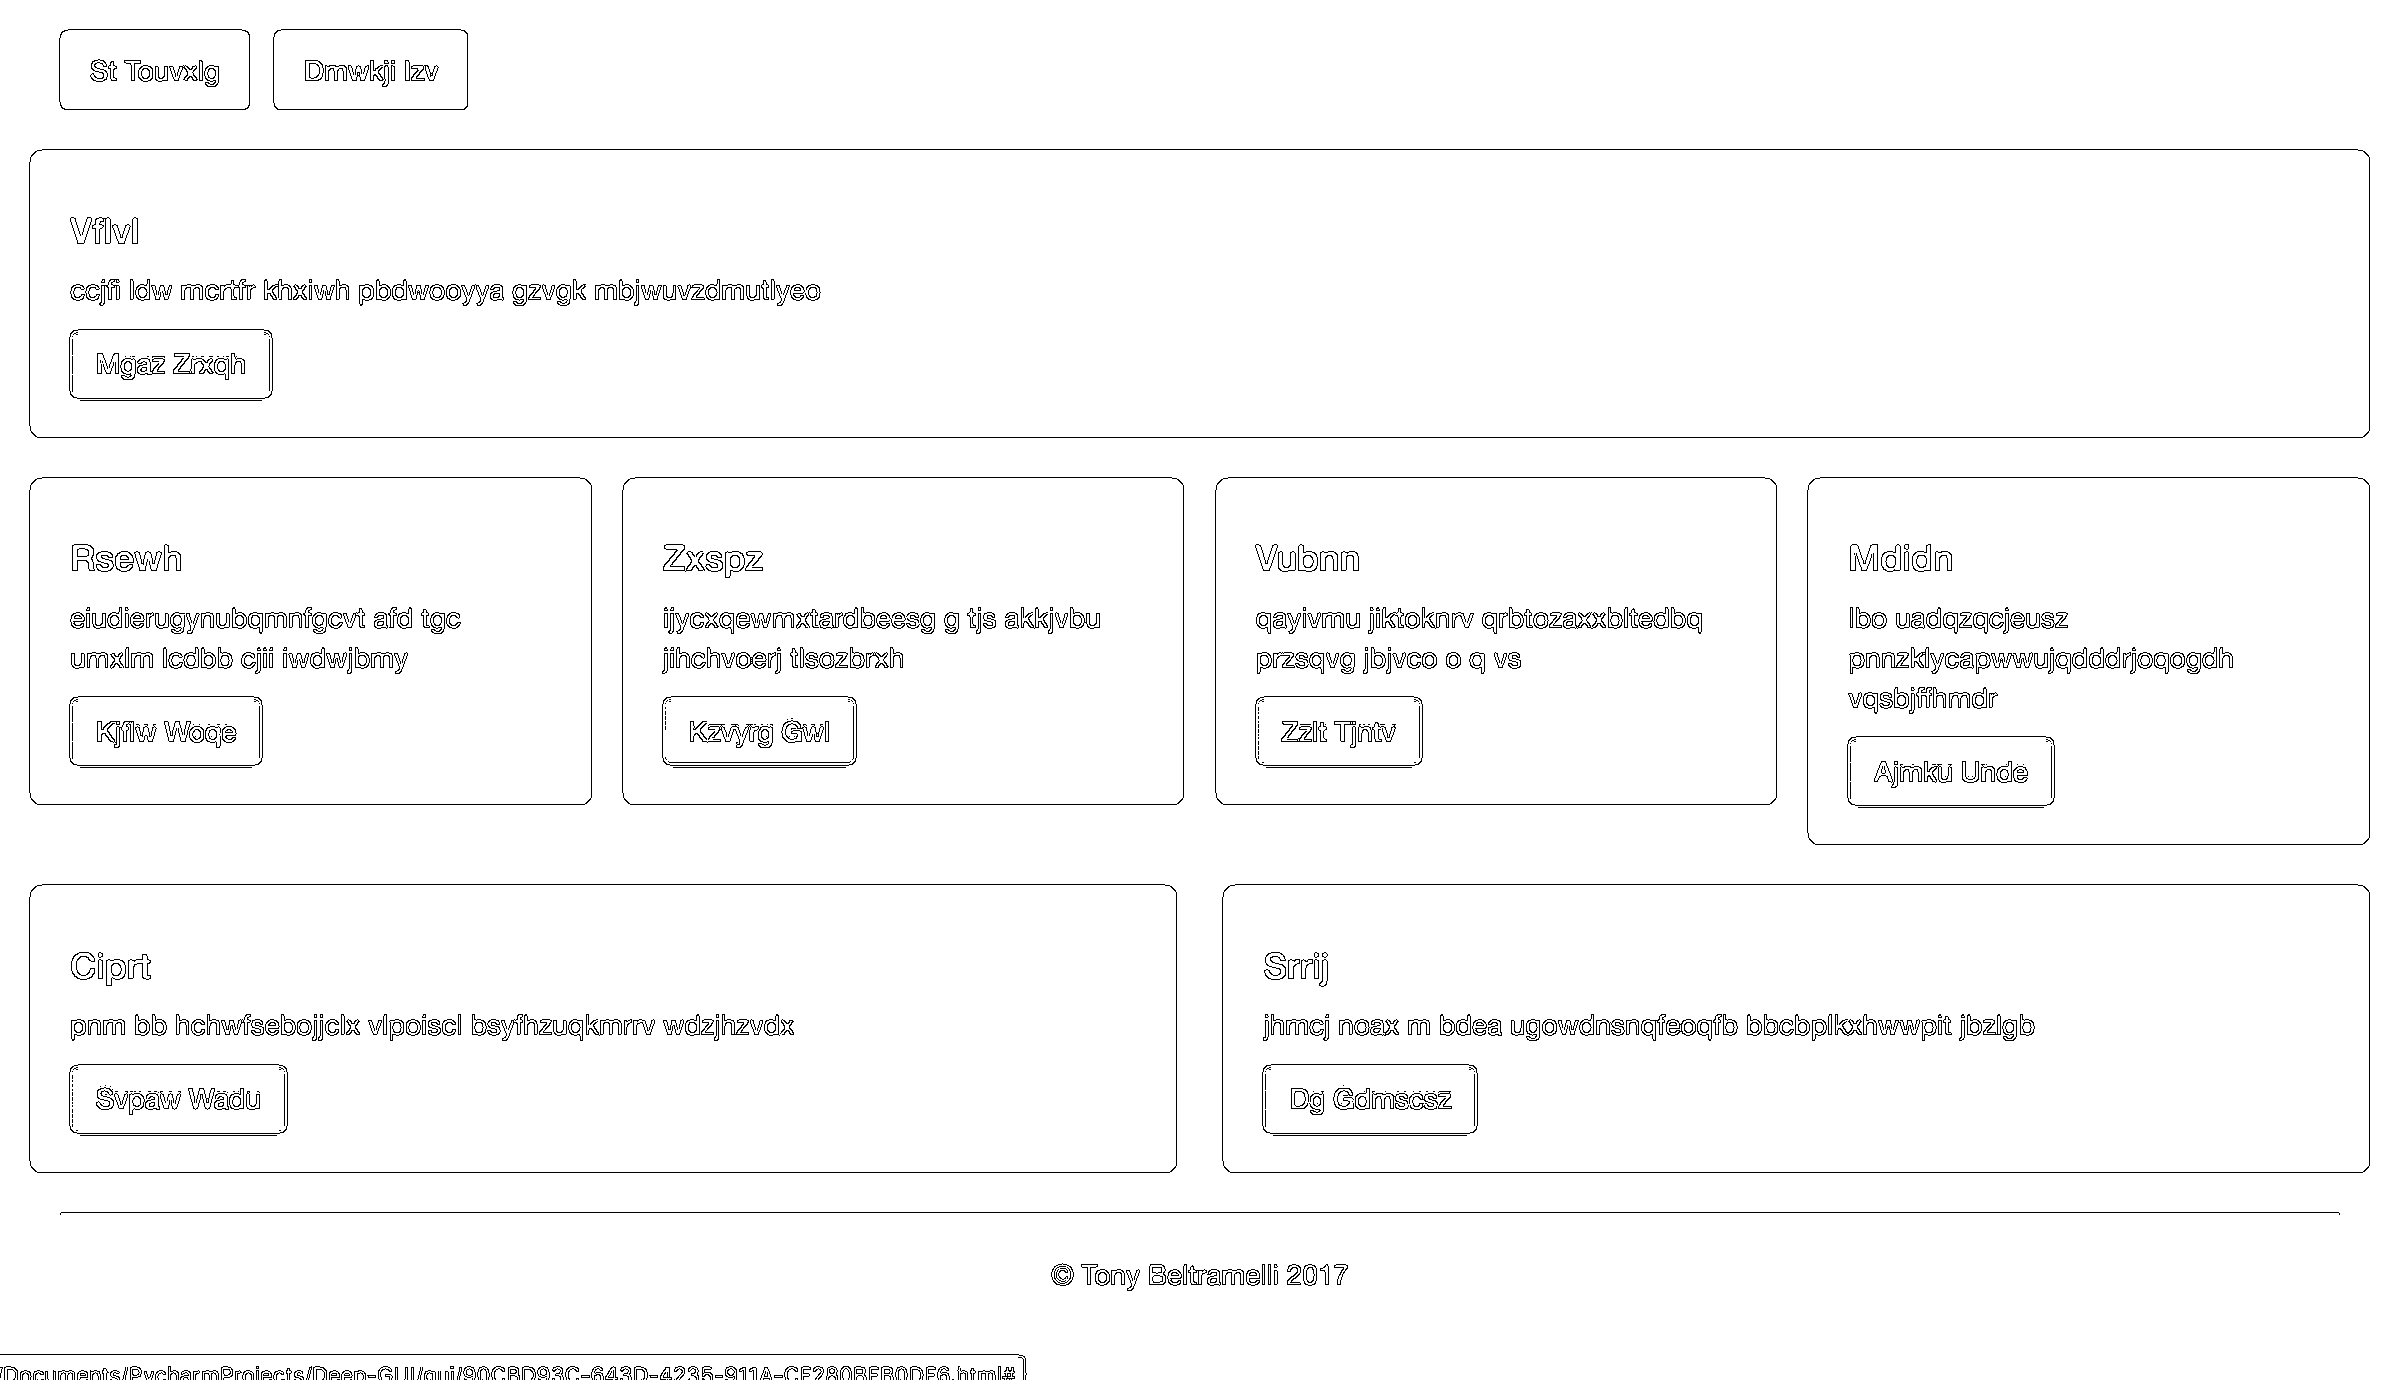 St Touvxlg
Dmwkji Izv
Vflvl
ccjfi ldw mcrtfr khxiwh pbdwooyya gzvgk mbjwuvzdmutlyeo
Mgaz Zrxqh
Rsewh
eiudierugynubqmnfgcvt afd tgc
umxlm lcdbb cjii iwdwjbmy
Kjflw Woqe
Zxspz
ijycxqewmxtardbeesg g tjs akkjvbu
jihchvoerj tlsozbrxh
Kzvyrg Gwl
Vubnn
qayivmu jiktoknrv qrbtozaxxbltedbq
przsqvg jbjvco o q vs
Zzlt Tjntv
Mdidn
lbo uadqzqcjeusz
pnnzklycapwwujqdddrjoqogdh
vqsbjffhmdr
Ajmku Unde
Ciprt
pnm bb hchwfsebojjclx vlpoiscl bsyfhzuqkmrrv wdzjhzvdx
Svpaw Wadu
Srrij
jhmcj noax m bdea ugowdnsnqfeoqfb bbcbplkxhwwpit jbzlgb
Dg Gdmscsz
© Tony Beltramelli 2017
/Documents/PycharmProjects/Deep-GUI/gui/90CBD93C-643D-4235-911A-CF280BFB0DF6.html#